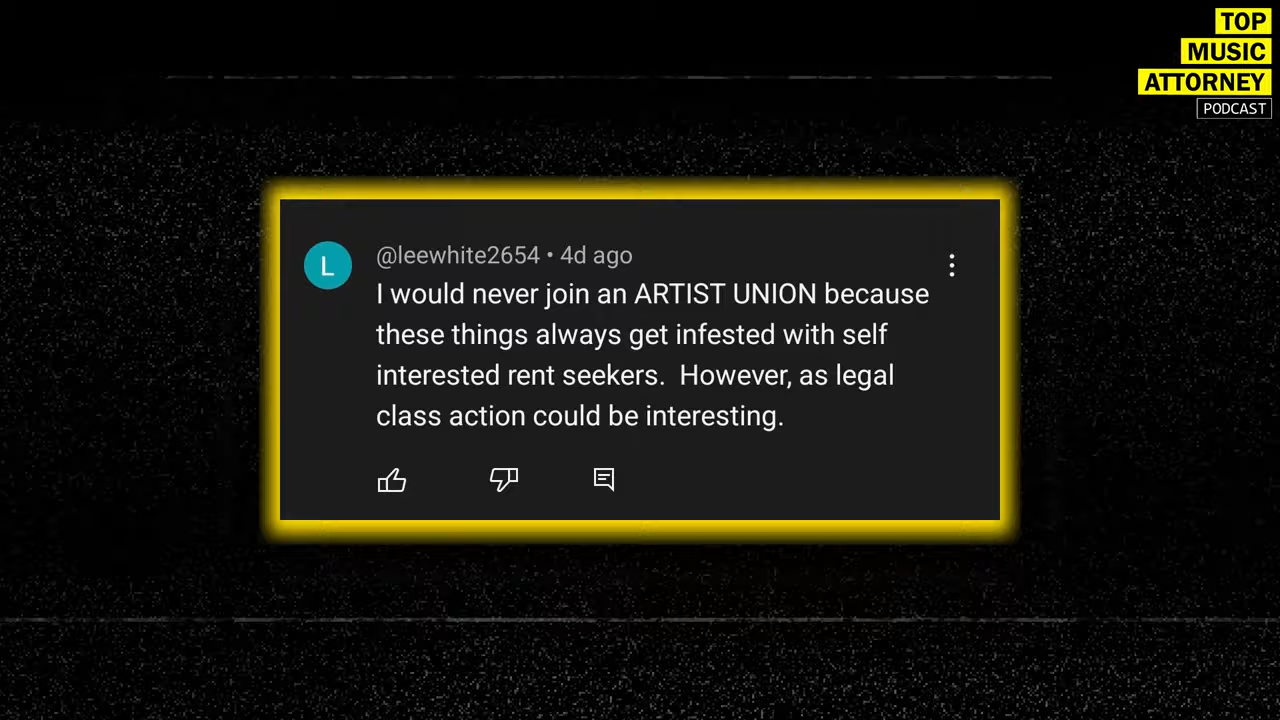 TOP
MUSIC
ATTORNEY
PODCAST
L
@leewhite2654 • 4d ago
I would never join an ARTIST UNION because
these things always get infested with self
interested rent seekers.  However, as legal
class action could be interesting.